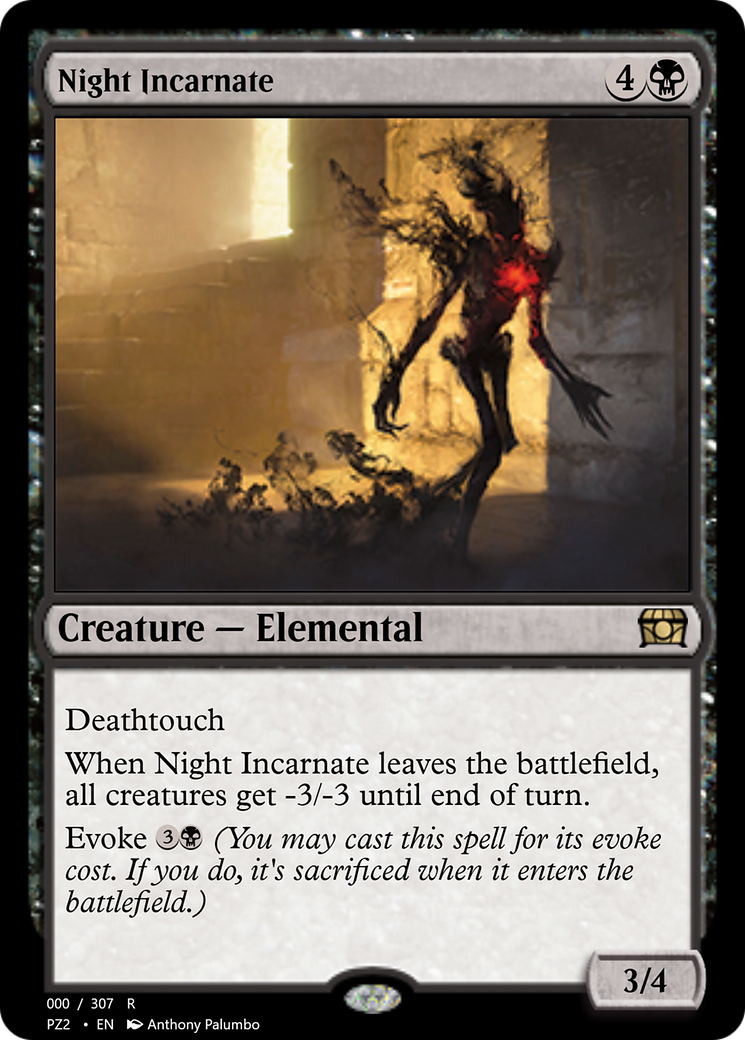 Night Incarnate 4
Creature — Elemental
Deathtouch
When Night Incarnate leaves the battlefield,
all creatures get -3/-3 until end of turn.
Evoke 3 (You may cast this spell for its evoke
cost. If you do, it's sacrificed when it enters the
battlefield.)
3/4
000 / 307 R
PZ2 • EN Anthony Palumbo